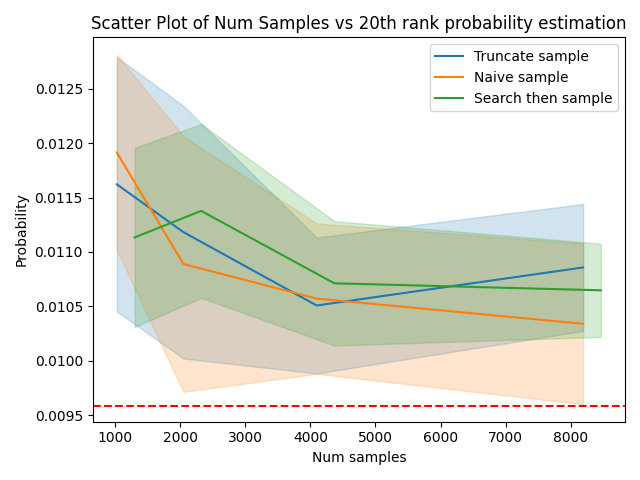 Scatter Plot of Num Samples vs 20th rank probability estimation
Truncate sample
Naive sample
Search then sample
Probability
0.0125
0.0120
0.0115
0.0110
0.0105
0.0100
0.0095
1000 2000 3000 4000 5000 6000 7000 8000
Num samples